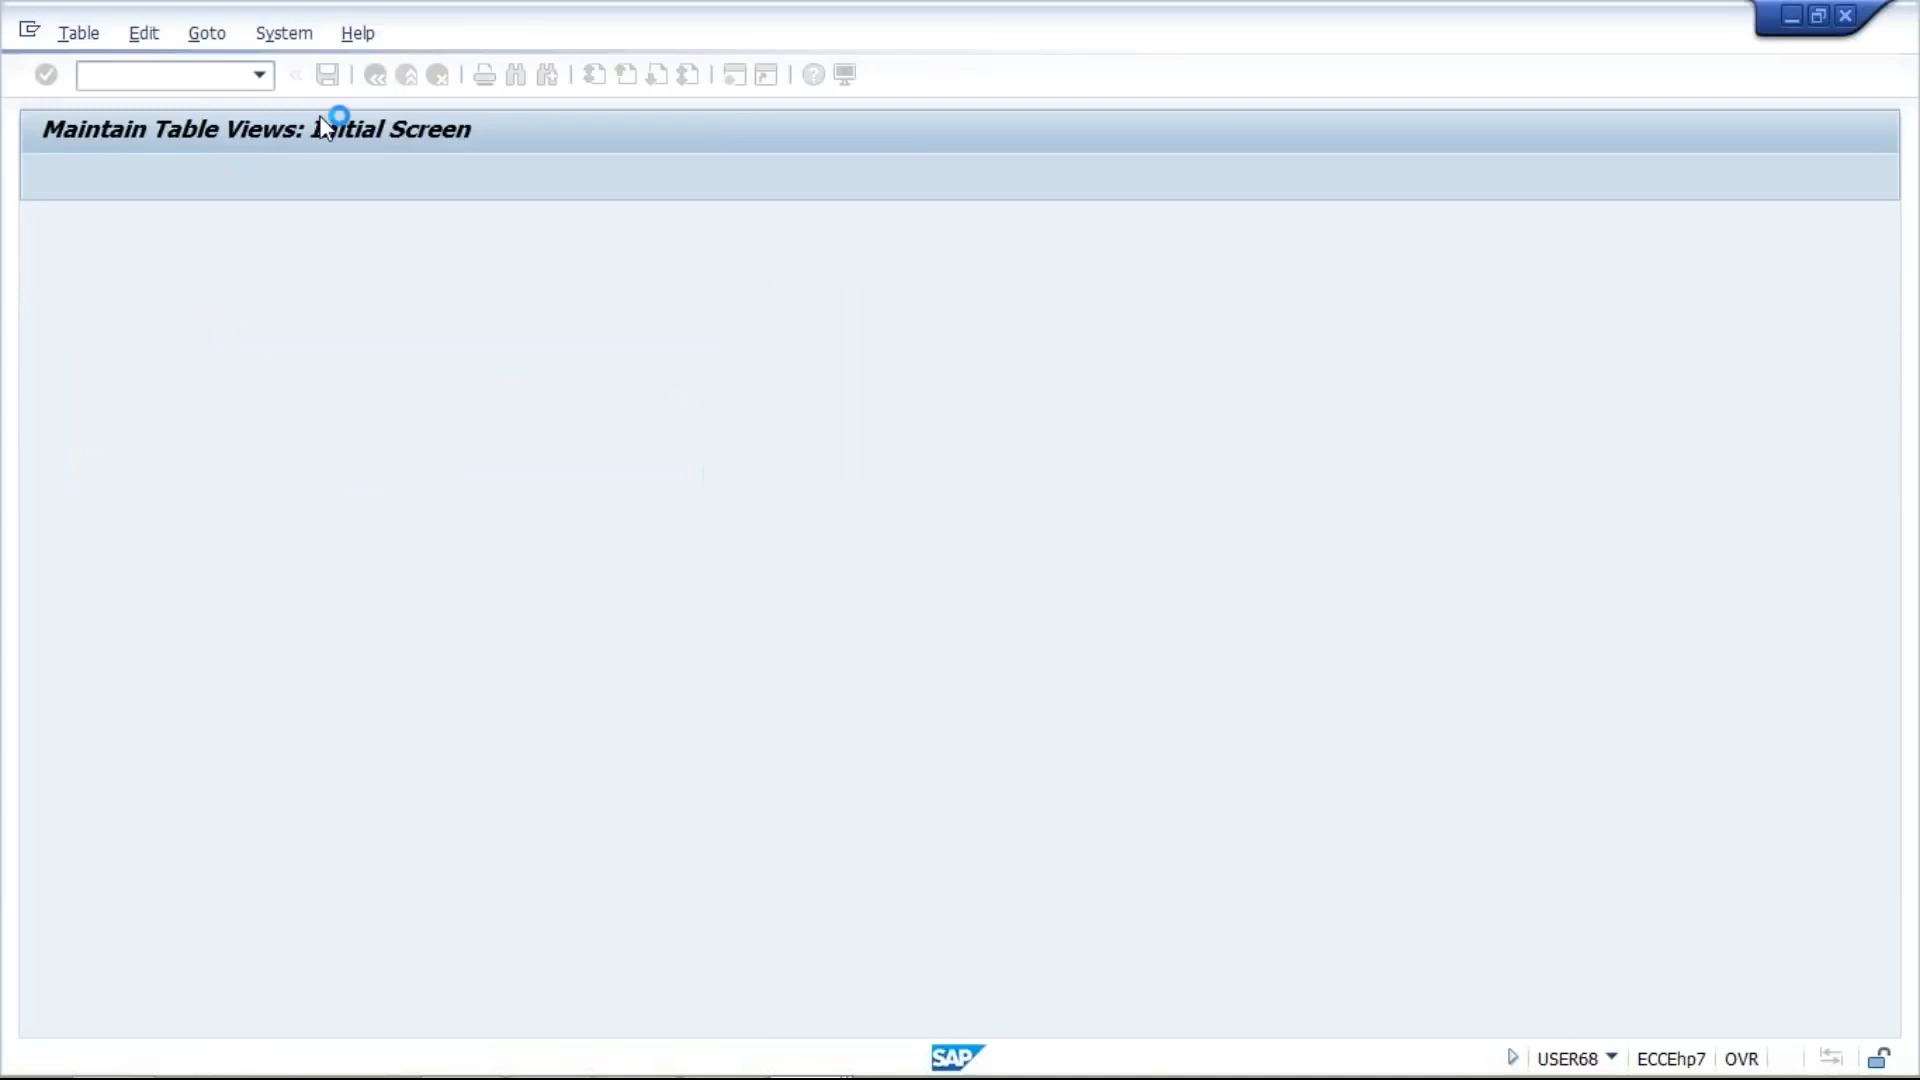 Table Edit Goto System Help
Maintain Table Views: Initial Screen
SAP USER68 ECCEhp7 OVR